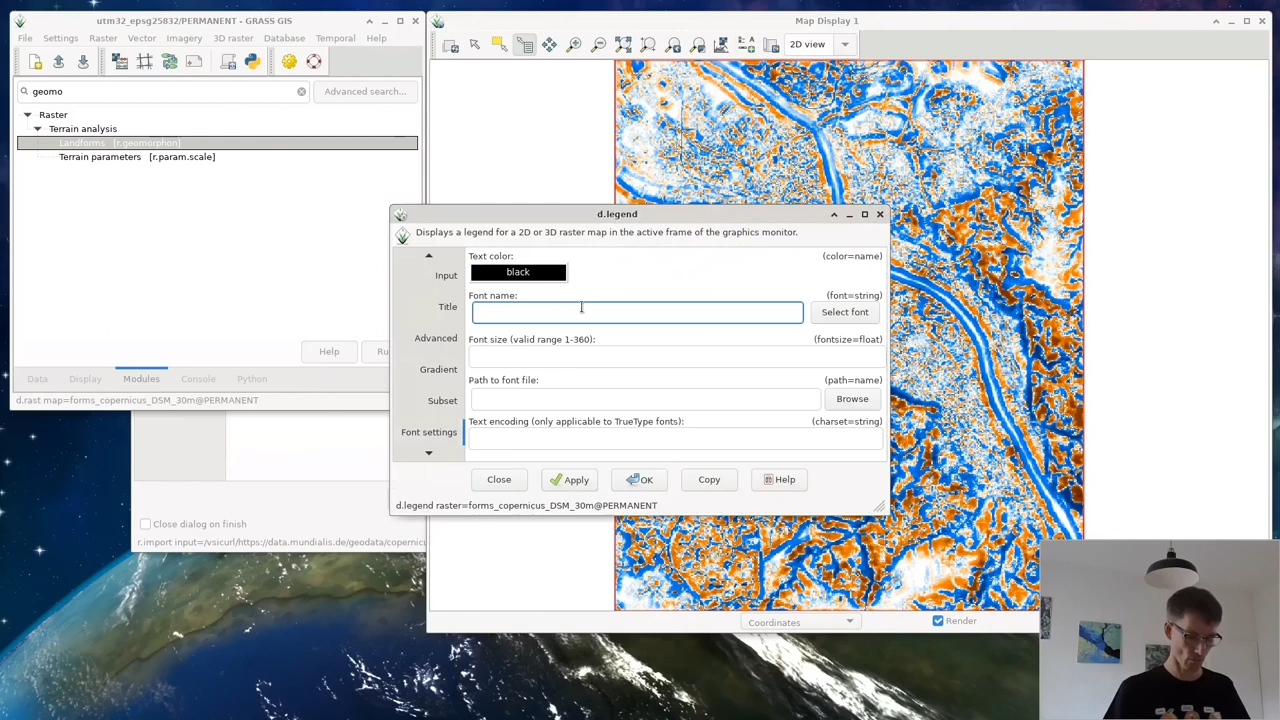 utm32_epsg25832/PERMANENT - GRASS GIS
File Settings Raster Vector Imagery 3D raster Database Temporal Help
geomo
Advanced search...
Raster
Terrain analysis
Landforms [r.geomorphon]
Terrain parameters [r.param.scale]
Help
Ru
Data Display Modules Console Python
d.rast map=forms_copernicus_DSM_30m@PERMANENT
Close dialog on finish
r.import input=/vsicurl/https://data.mundialis.de/geodata/copernic
Map Display 1
2D view
d.legend
Displays a legend for a 2D or 3D raster map in the active frame of the graphics monitor.
Input
Title
Advanced
Gradient
Subset
Font settings
Text color: (color=name)
black
Font name: (font=string)
Select font
Font size (valid range 1-360): (fontsize=float)
Path to font file: (path=name)
Browse
Text encoding (only applicable to TrueType fonts): (charset=string)
Close Apply OK Copy Help
d.legend raster=forms_copernicus_DSM_30m@PERMANENT
Coordinates
Render